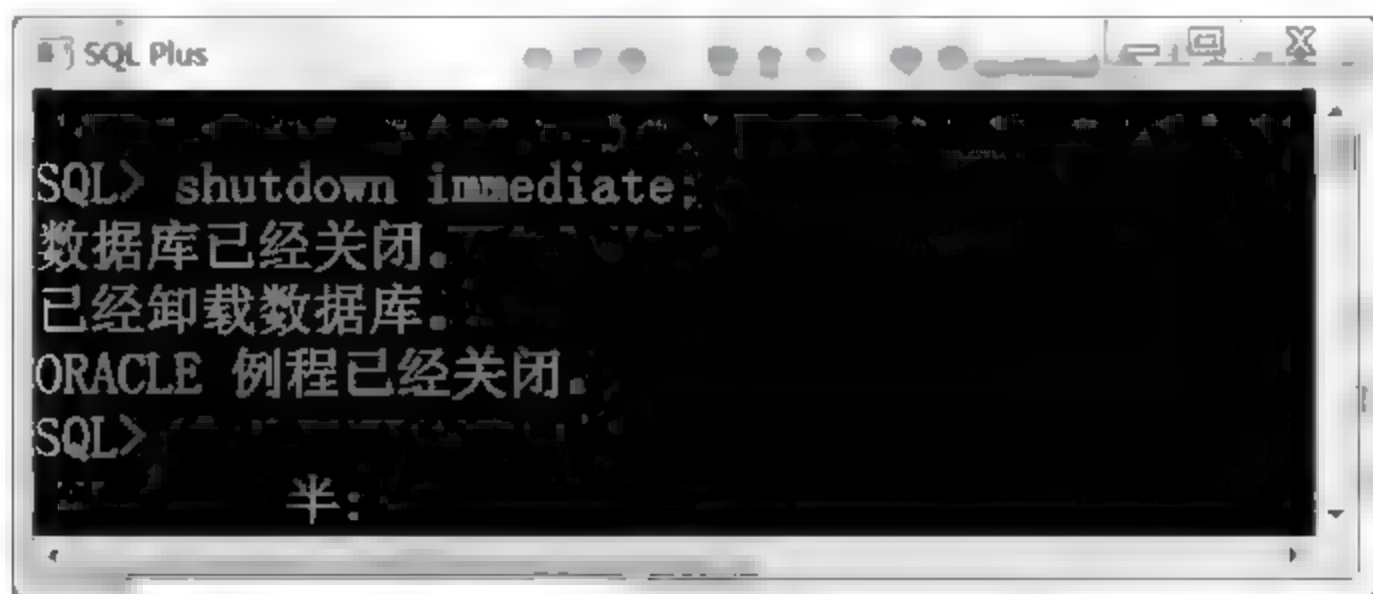 SQL Plus
SQL> shutdown immediate;
数据库已经关闭。
已经卸载数据库。
ORACLE 例程已经关闭。
SQL>
半: